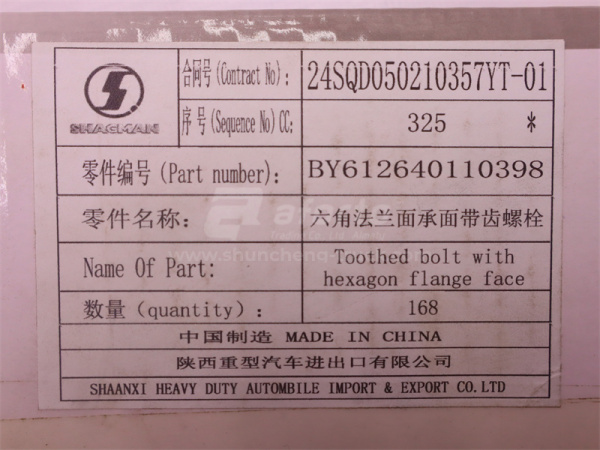 合同号(Contract No): 24SQD050210357YT-01
SHACMAN
序号(Sequence No)CC: 325 *
零件编号(Part number): BY612640110398
零件名称: 六角法兰面承面带齿螺栓
Name Of Part: Toothed bolt with
hexagon flange face
数量(quantity): 168
中国制造 MADE IN CHINA
陕西重型汽车进出口有限公司
SHAANXI HEAVY DUTY AUTOMBILE IMPORT & EXPORT CO.LTD